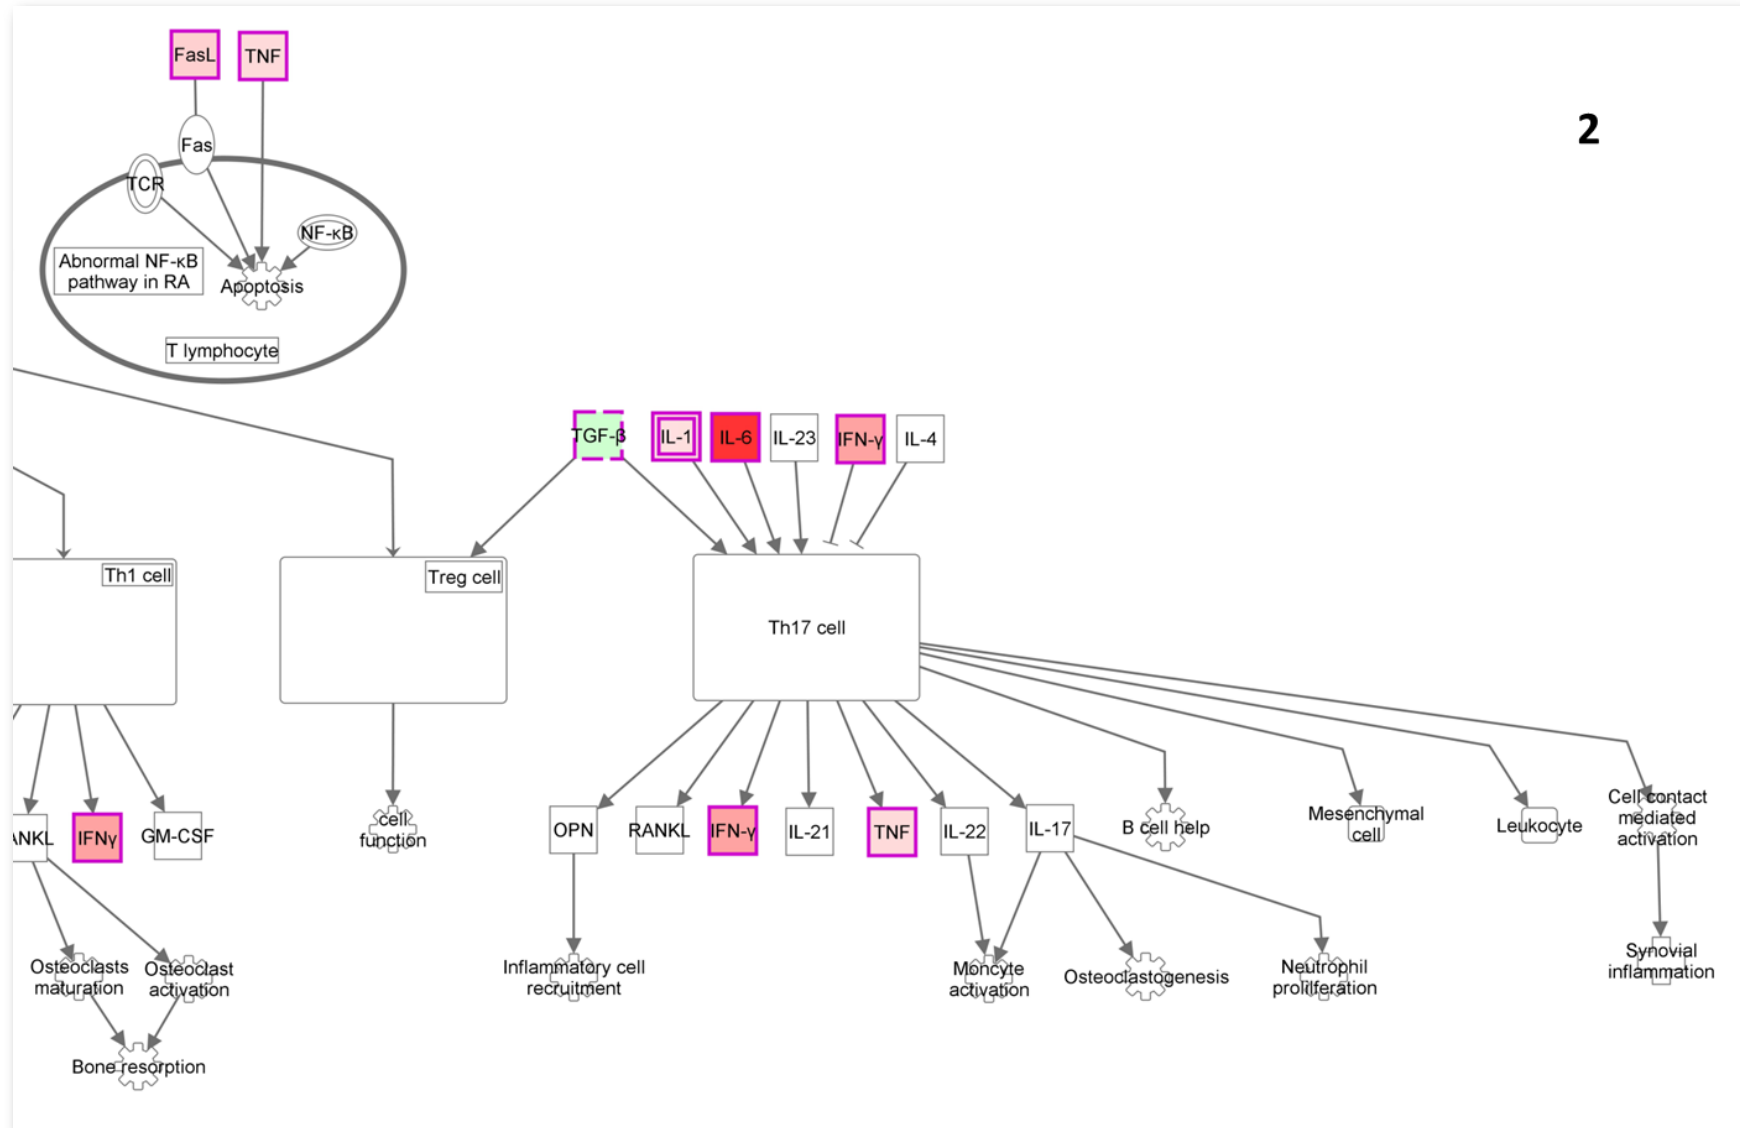 FasL
TNF
2
Fas
TCR
NF-κB
Abnormal NF-κB
pathway in RA
Apoptosis
T lymphocyte
TGF-β
IL-1
IL-6
IL-23
IFN-γ
IL-4
Th1 cell
Treg cell
Th17 cell
ANKL
IFNγ
GM-CSF
cell
function
OPN
RANKL
IFN-γ
IL-21
TNF
IL-22
IL-17
B cell help
Mesenchymal
cell
Leukocyte
Cell contact
mediated
activation
Osteoclasts
maturation
Osteoclast
activation
Inflammatory cell
recruitment
Moncyte
activation
Osteoclastogenesis
Neutrophil
prolilferation
Synovial
inflammation
Bone resorption